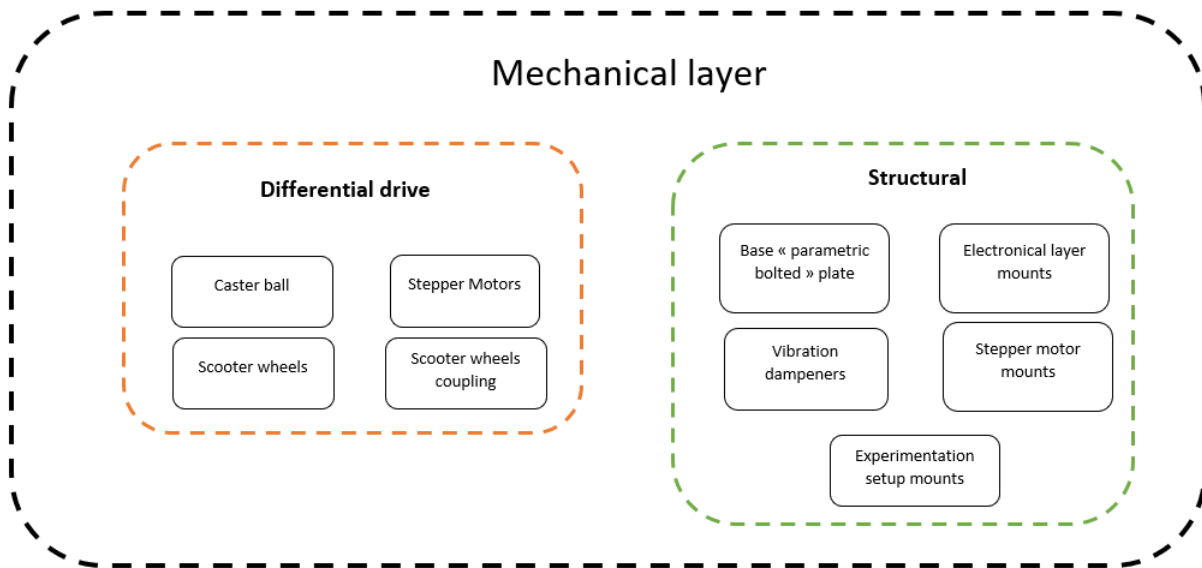 Mechanical layer
Differential drive
Caster ball
Stepper Motors
Scooter wheels
Scooter wheels
coupling
Structural
Base « parametric
bolted » plate
Electronical layer
mounts
Vibration
dampeners
Stepper motor
mounts
Experimentation
setup mounts